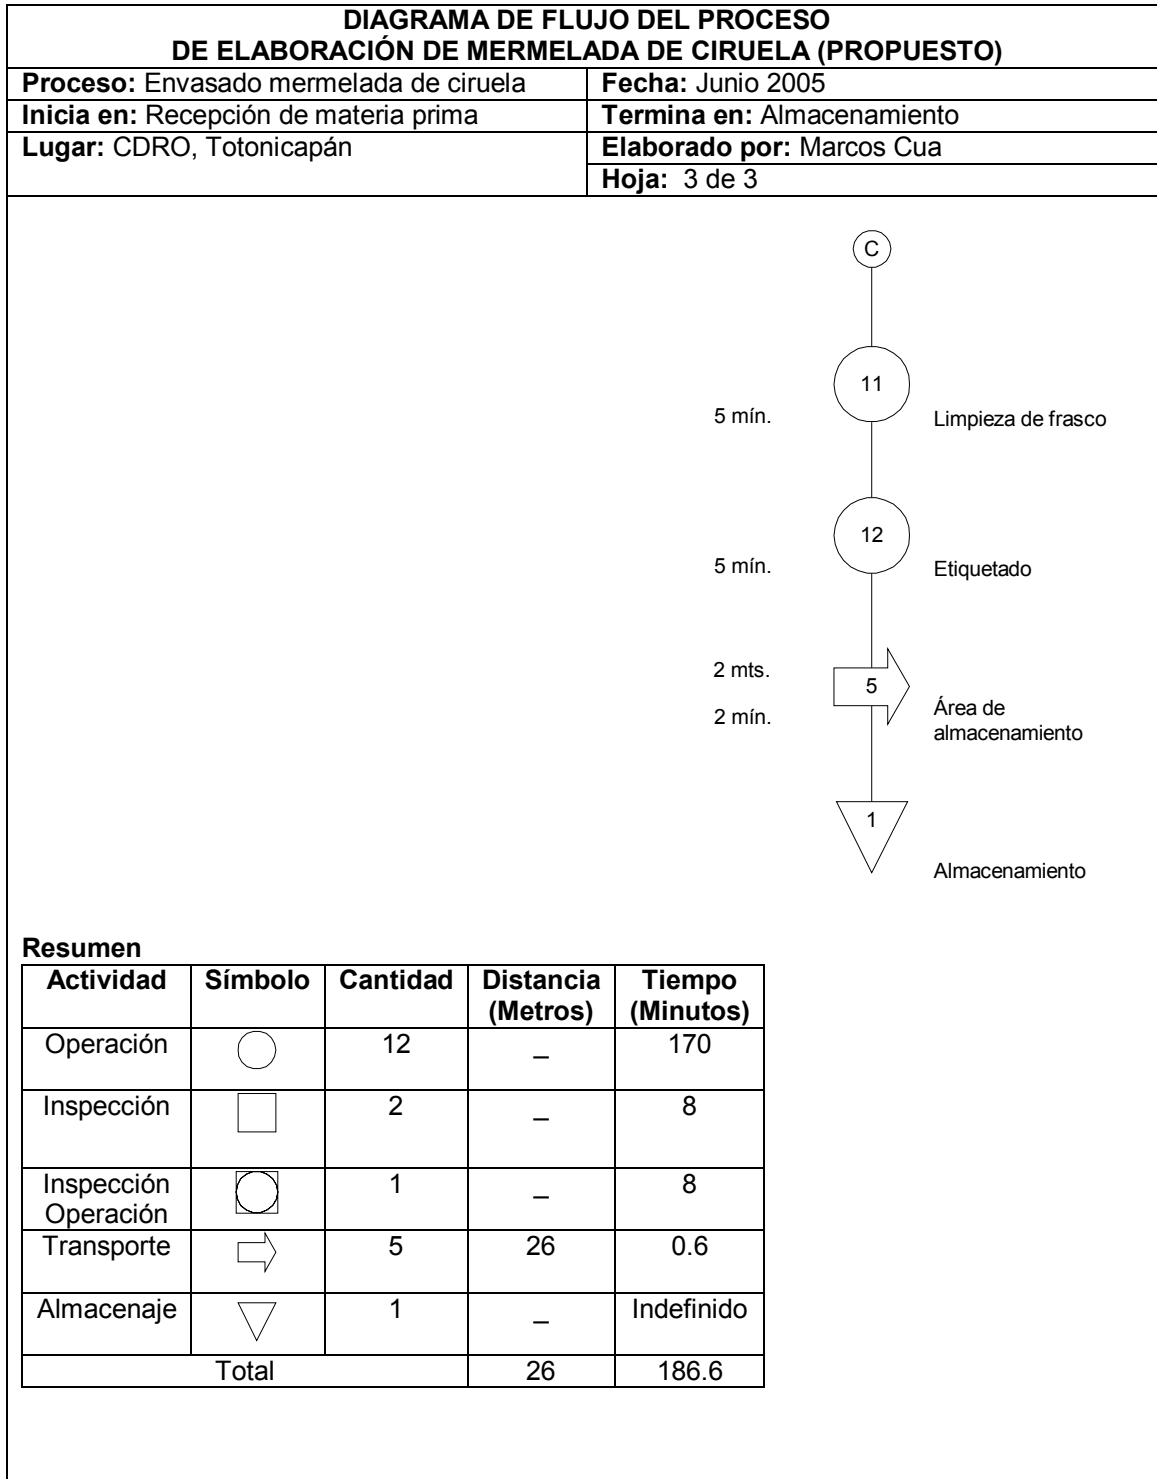 DIAGRAMA DE FLUJO DEL PROCESO
DE ELABORACIÓN DE MERMELADA DE CIRUELA (PROPUESTO)
Proceso: Envasado mermelada de ciruela
Fecha: Junio 2005
Inicia en: Recepción de materia prima
Termina en: Almacenamiento
Lugar: CDRO, Totonicapán
Elaborado por: Marcos Cua
Hoja: 3 de 3
C
11
5 mín.
Limpieza de frasco
12
5 mín.
Etiquetado
2 mts.
5
2 mín.
Área de
almacenamiento
1
Almacenamiento
Resumen
Actividad Símbolo Cantidad Distancia (Metros) Tiempo (Minutos)
Operación 12 – 170
Inspección 2 – 8
Inspección Operación 1 – 8
Transporte 5 26 0.6
Almacenaje 1 – Indefinido
Total 26 186.6